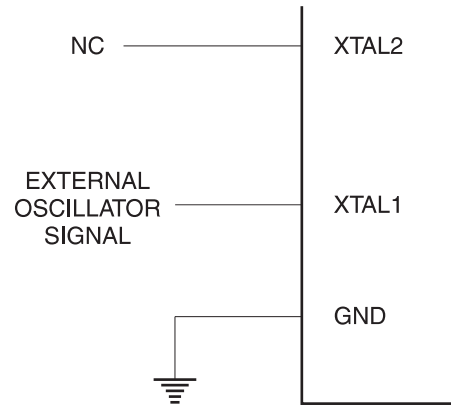 NC
XTAL2
EXTERNAL
OSCILLATOR
SIGNAL
XTAL1
GND